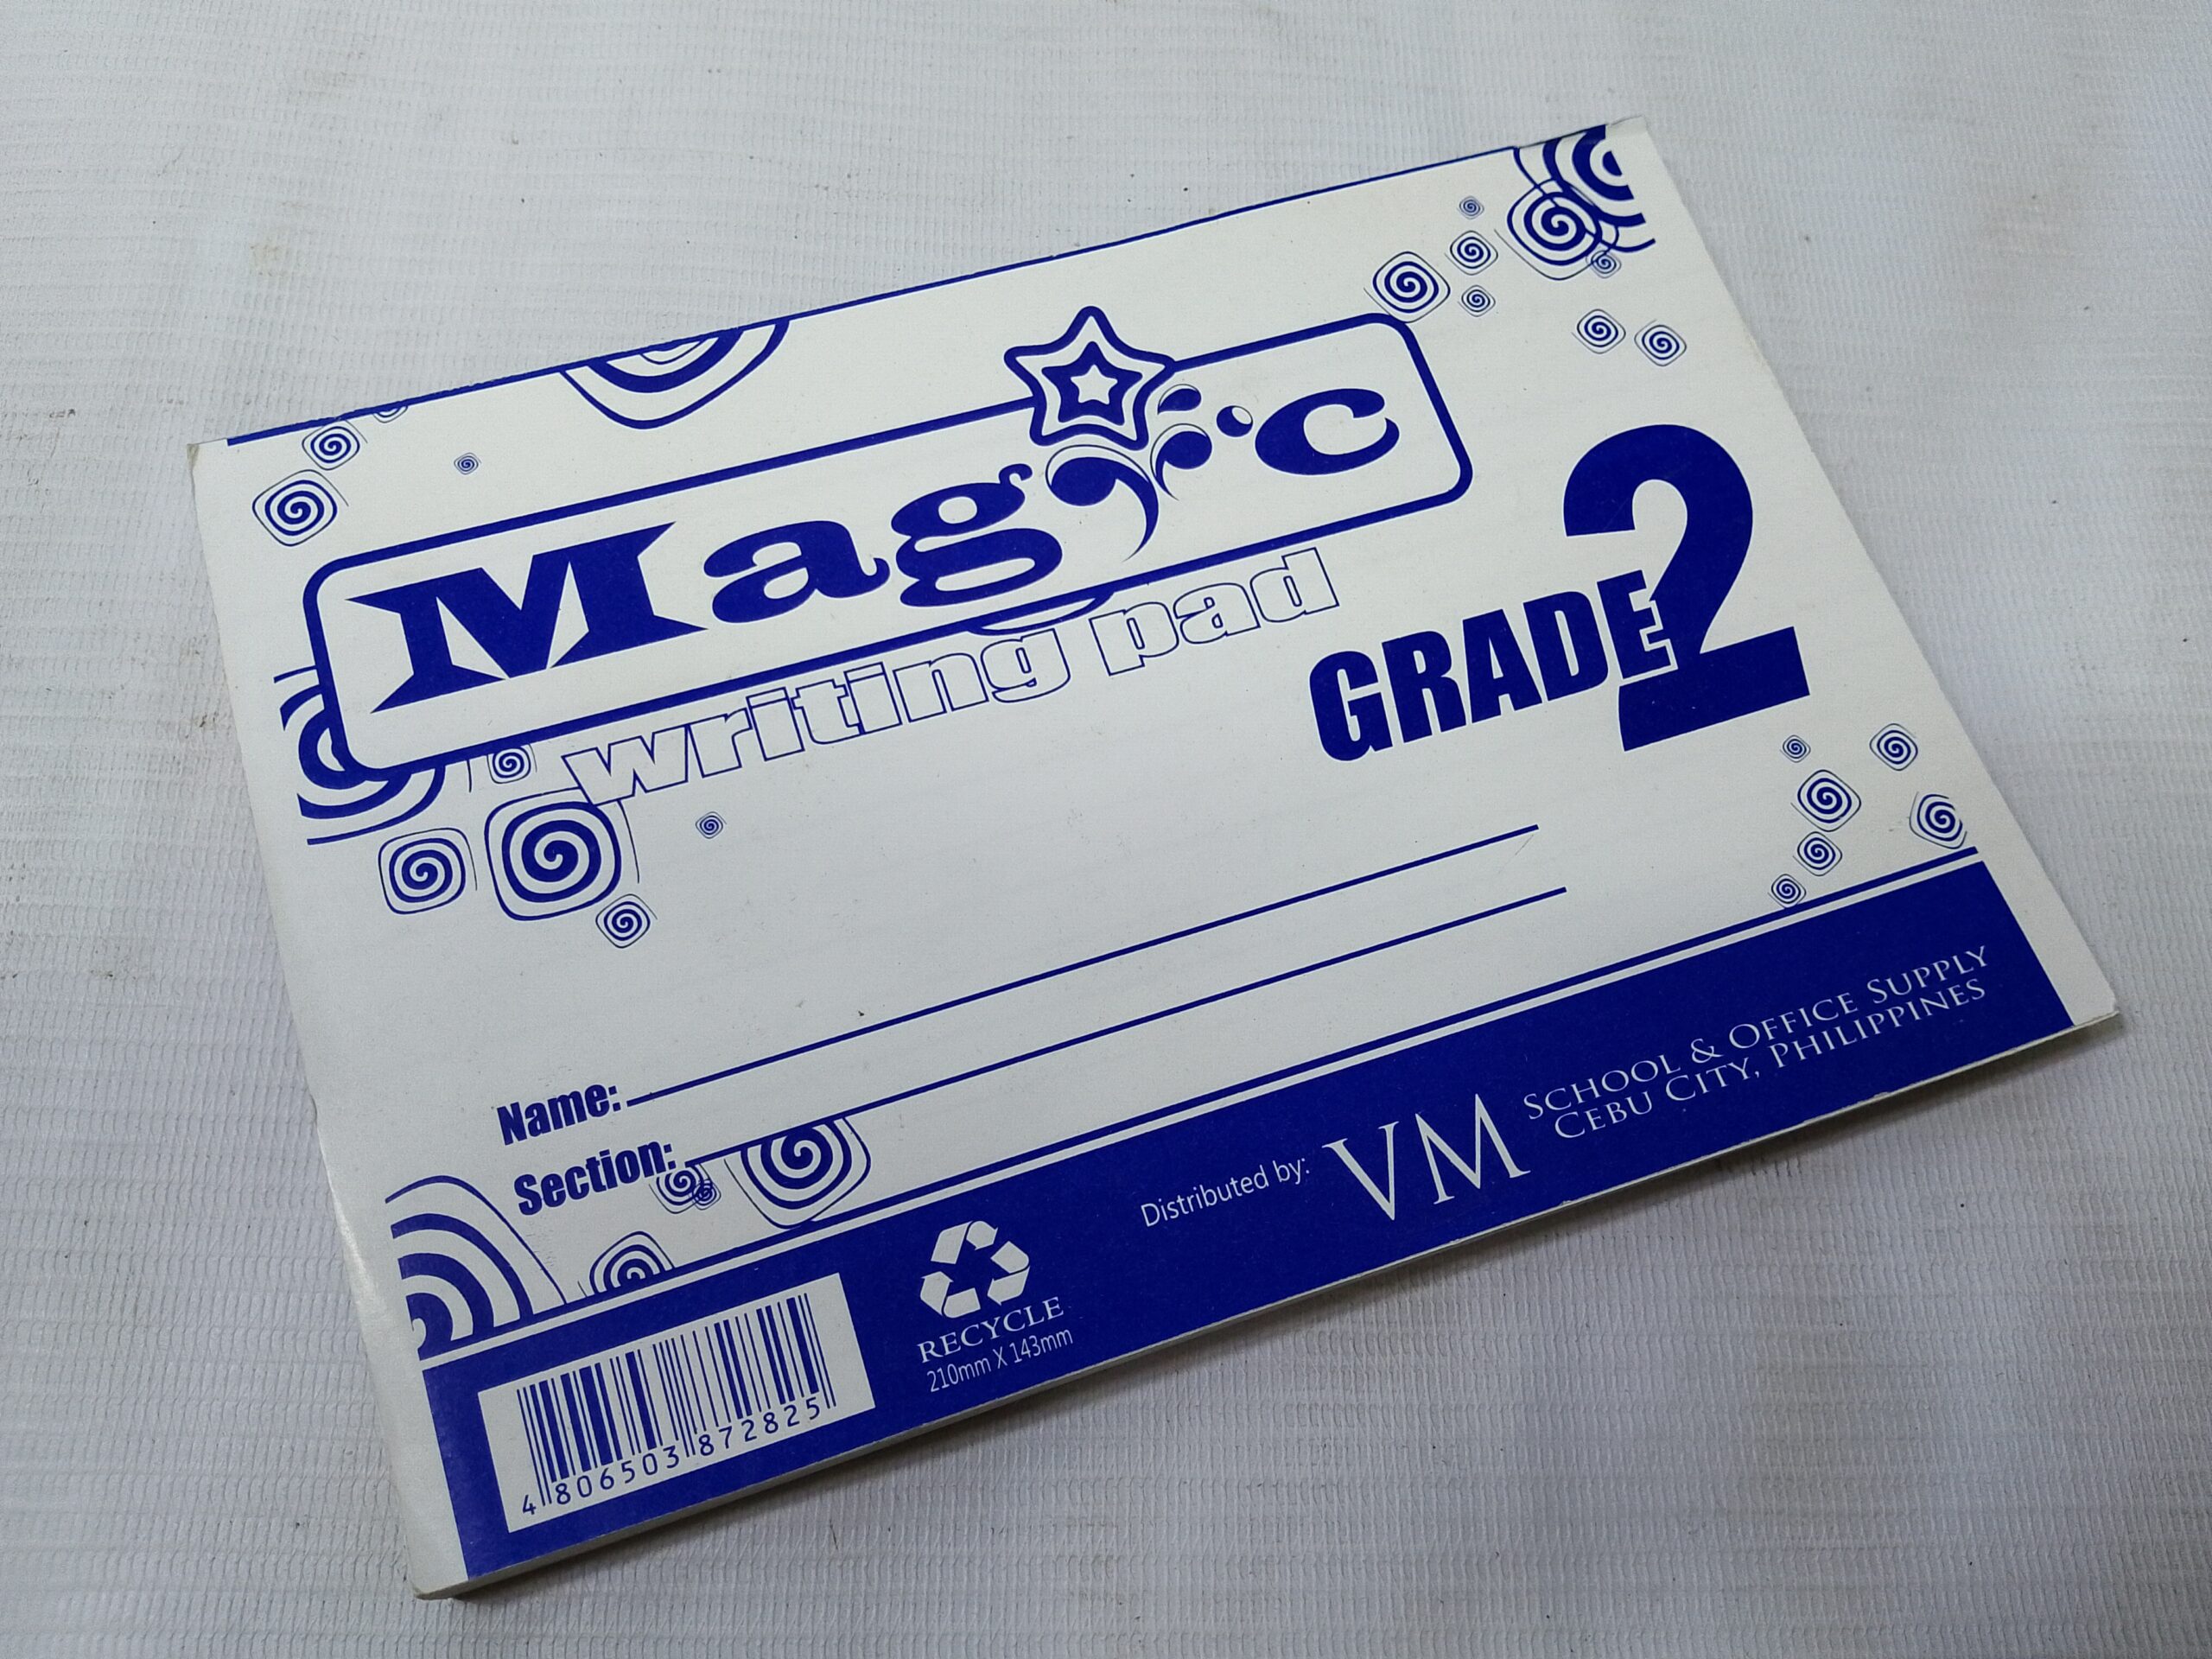 Magic
writing pad
GRADE 2
Name:
Section:
4 806503 872825
RECYCLE
210mm X 143mm
Distributed by:
VM
SCHOOL & OFFICE SUPPLY
CEBU CITY, PHILIPPINES